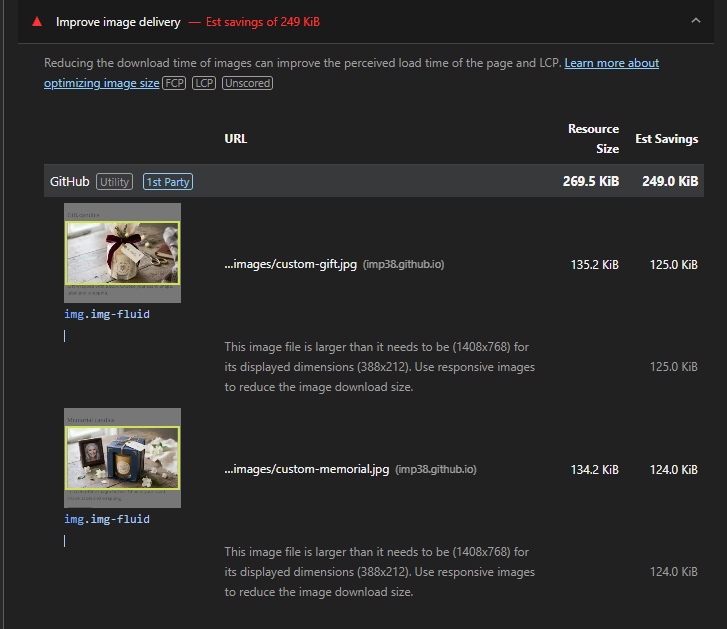 Improve image delivery — Est savings of 249 KiB
Reducing the download time of images can improve the perceived load time of the page and LCP. Learn more about
optimizing image size FCP LCP Unscored
URL Resource Size Est Savings
GitHub Utility 1st Party 269.5 KiB 249.0 KiB
...images/custom-gift.jpg (imp38.github.io) 135.2 KiB 125.0 KiB
img.img-fluid
This image file is larger than it needs to be (1408x768) for
its displayed dimensions (388x212). Use responsive images 125.0 KiB
to reduce the image download size.
Memorial candles
...images/custom-memorial.jpg (imp38.github.io) 134.2 KiB 124.0 KiB
img.img-fluid
This image file is larger than it needs to be (1408x768) for
its displayed dimensions (388x212). Use responsive images 124.0 KiB
to reduce the image download size.